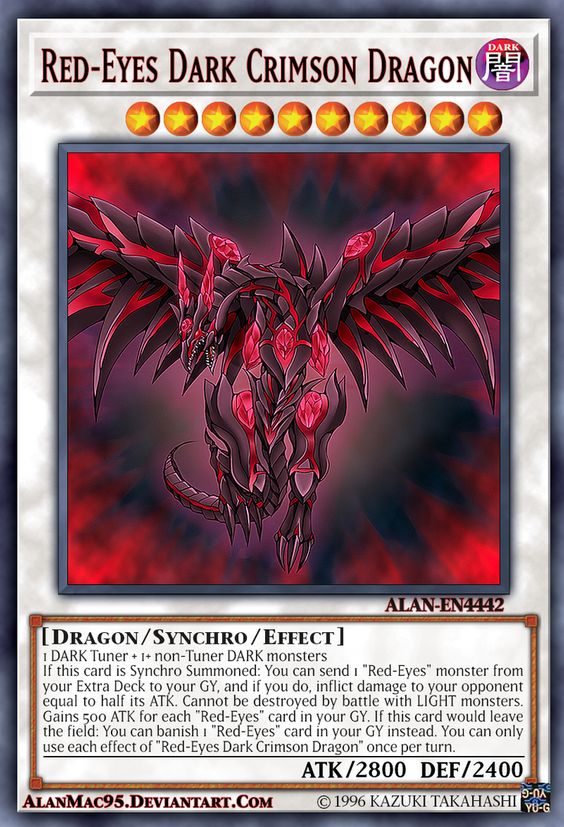 RED-EYES DARK CRIMSON DRAGON
DARK
闇
ALAN-EN4442
[DRAGON/SYNCHRO/EFFECT]
1 DARK Tuner + 1+ non-Tuner DARK monsters
If this card is Synchro Summoned: You can send 1 "Red-Eyes" monster from
your Extra Deck to your GY, and if you do, inflict damage to your opponent
equal to half its ATK. Cannot be destroyed by battle with LIGHT monsters.
Gains 500 ATK for each "Red-Eyes" card in your GY. If this card would leave
the field: You can banish 1 "Red-Eyes" card in your GY instead. You can only
use each effect of "Red-Eyes Dark Crimson Dragon" once per turn.
ATK/2800 DEF/2400
ALANMAC95.DEVIANTART.COM
©1996 KAZUKI TAKAHASHI